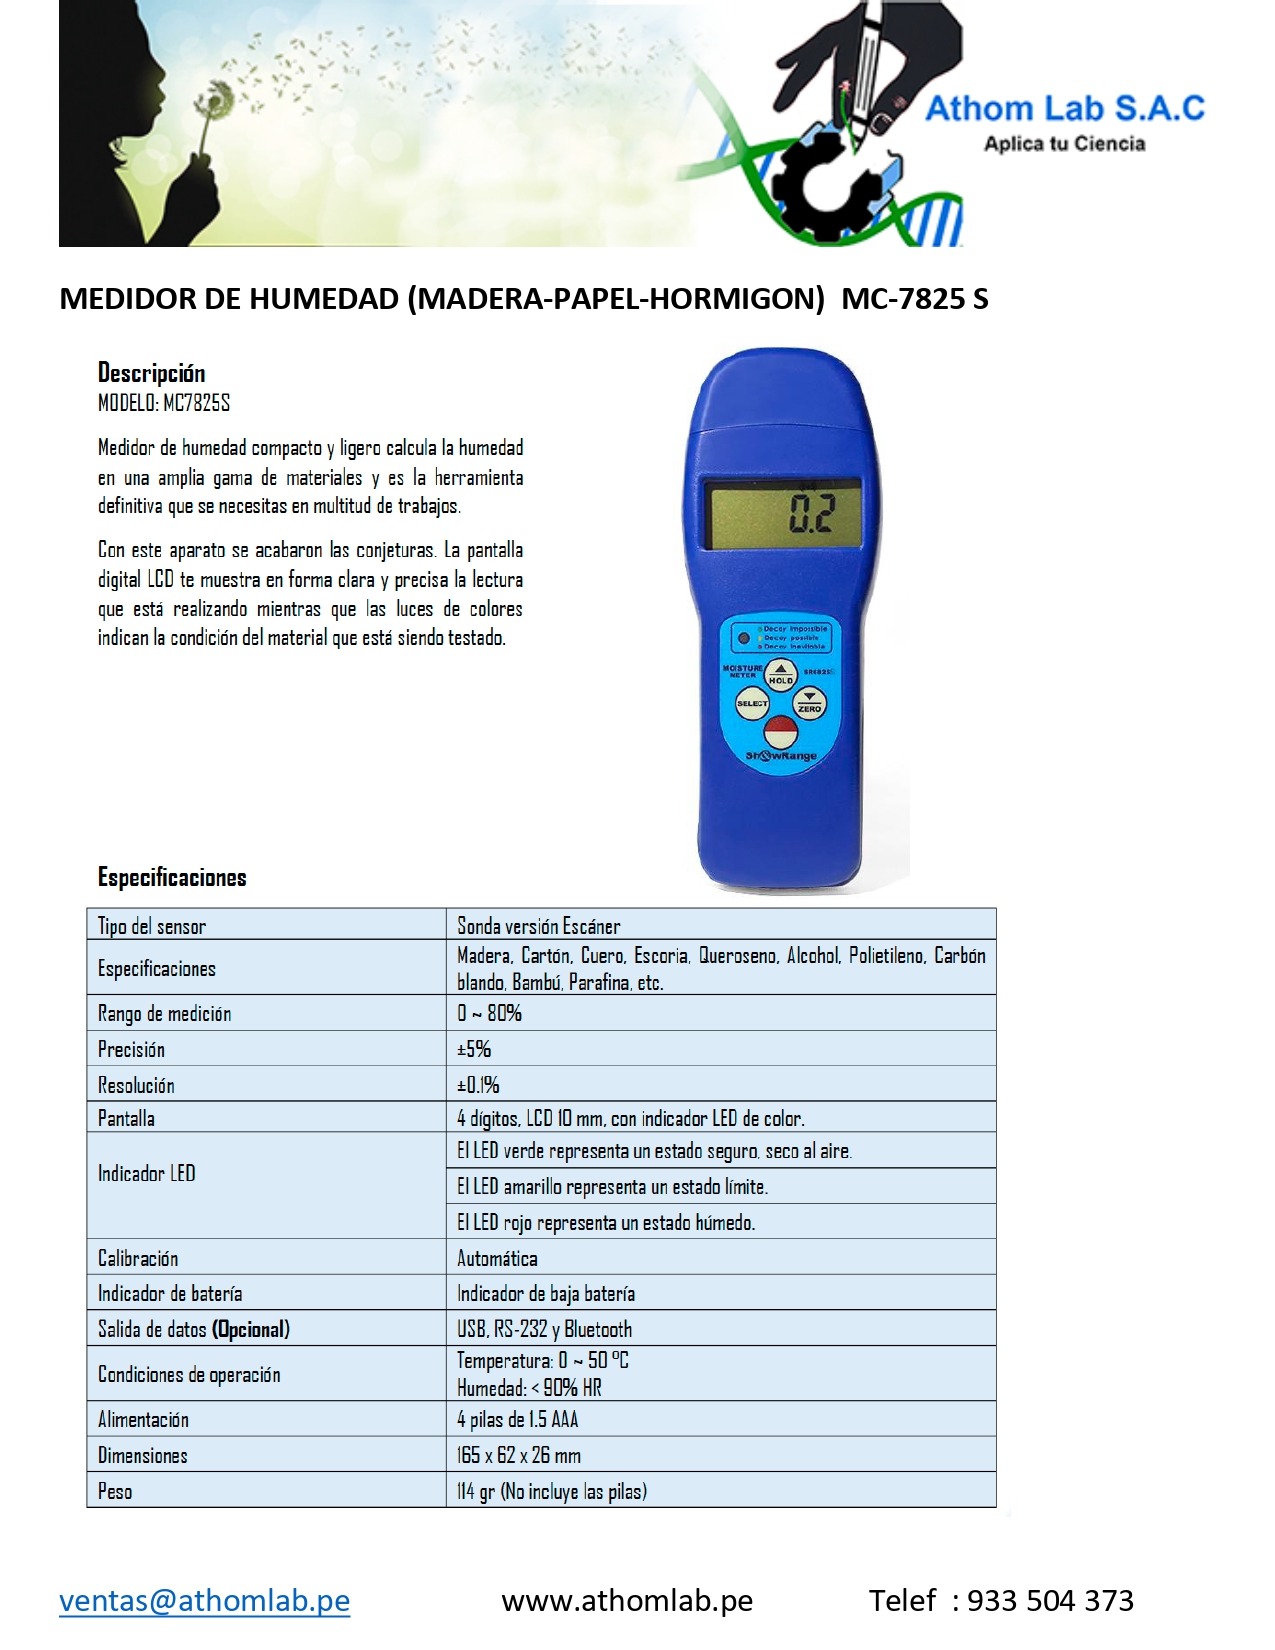 Athom Lab S.A.C
Aplica tu Ciencia
MEDIDOR DE HUMEDAD (MADERA-PAPEL-HORMIGON)  MC-7825 S
Descripción
MODELO: MC7825S
Medidor de humedad compacto y ligero calcula la humedad
en una amplia gama de materiales y es la herramienta
definitiva que se necesitas en multitud de trabajos.
Con este aparato se acabaron las conjeturas. La pantalla
digital LCD te muestra en forma clara y precisa la lectura
que está realizando mientras que las luces de colores
indican la condición del material que está siendo testado.
0.2
Decay impossible
Decay possible
Decay inevitable
MOISTURE
METER
HOLD
SELECT
ZERO
ShowRange
Especificaciones
Tipo del sensor Sonda versión Escáner
Especificaciones Madera, Cartón, Cuero, Escoria, Queroseno, Alcohol, Polietileno, Carbón
blando, Bambú, Parafina, etc.
Rango de medición 0 ~ 80%
Precisión ±5%
Resolución ±0.1%
Pantalla 4 dígitos, LCD 10 mm, con indicador LED de color.
Indicador LED
El LED verde representa un estado seguro, seco al aire.
El LED amarillo representa un estado límite.
El LED rojo representa un estado húmedo.
Calibración Automática
Indicador de batería Indicador de baja batería
Salida de datos (Opcional) USB, RS-232 y Bluetooth
Condiciones de operación Temperatura: 0 ~ 50 ºC
Humedad: < 90% HR
Alimentación 4 pilas de 1.5 AAA
Dimensiones 165 x 62 x 26 mm
Peso 114 gr (No incluye las pilas)
ventas@athomlab.pe www.athomlab.pe Telef  : 933 504 373